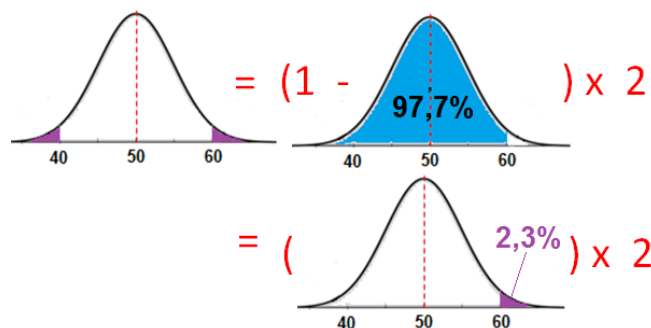 = (1 - 97,7% ) x 2
40 50 60 40 50 60
= ( 2,3% ) x 2
40 50 60